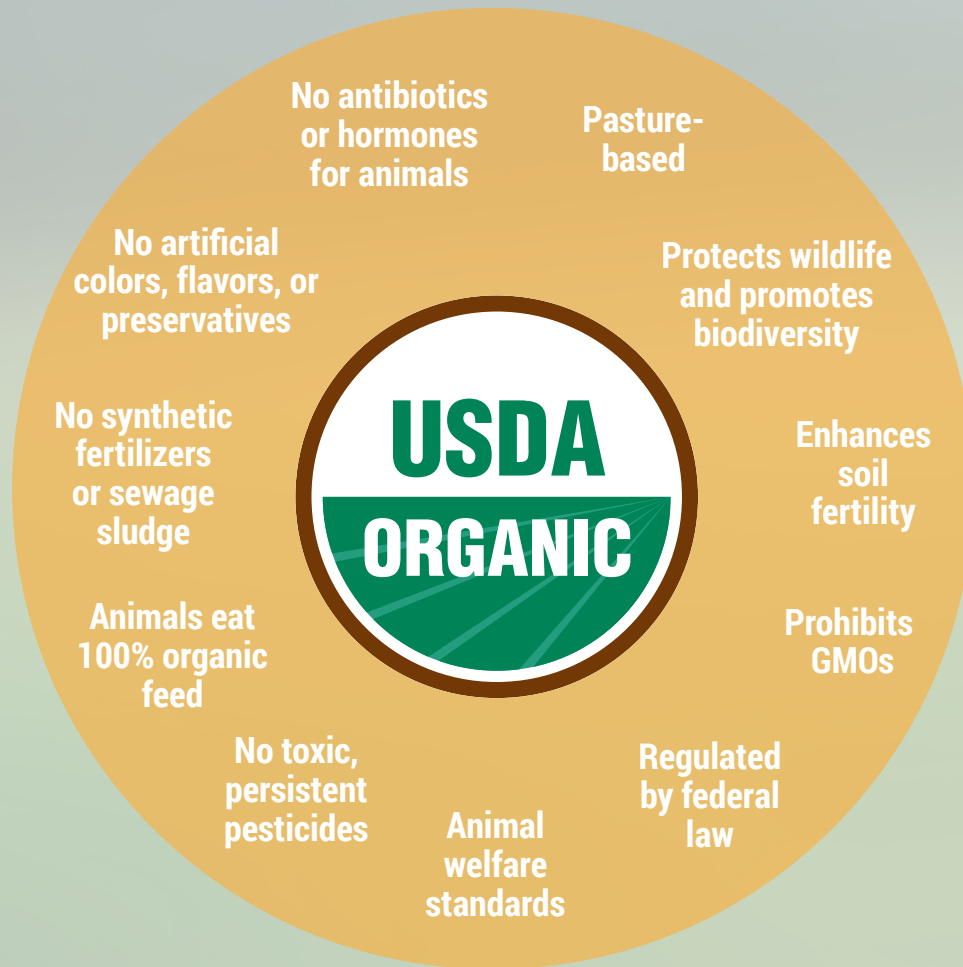 No antibiotics
or hormones
for animals
Pasture-
based
Protects wildlife
and promotes
biodiversity
Enhances
soil
fertility
Prohibits
GMOs
Regulated
by federal
law
Animal
welfare
standards
No toxic,
persistent
pesticides
Animals eat
100% organic
feed
No synthetic
fertilizers
or sewage
sludge
No artificial
colors, flavors, or
preservatives
USDA
ORGANIC